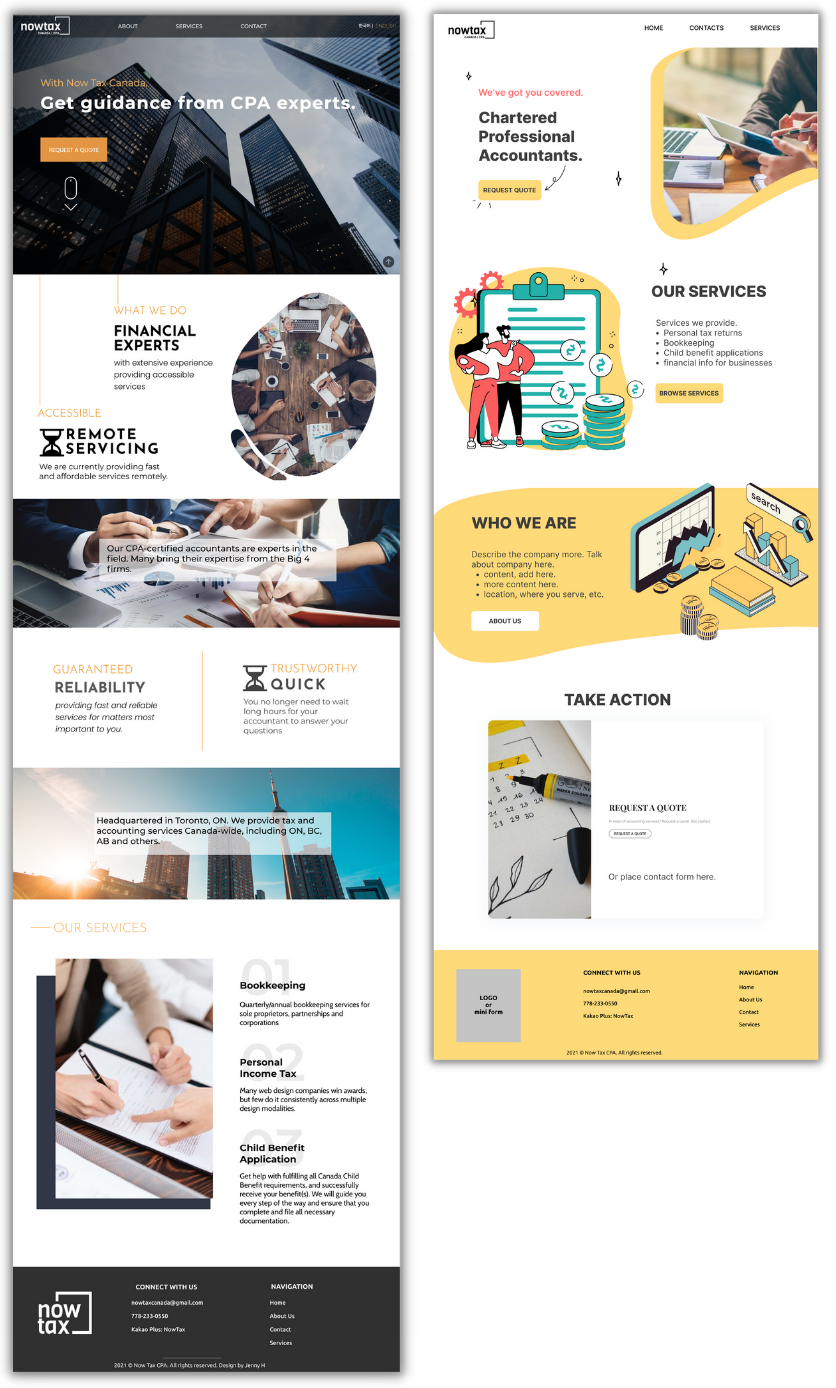 nowtax
CANADA | CPA
ABOUT
SERVICES
CONTACT
한국어 | ENGLISH
With Now Tax Canada,
Get guidance from CPA experts.
REQUEST A QUOTE
WHAT WE DO
FINANCIAL
EXPERTS
with extensive experience
providing accessible
services
ACCESSIBLE
REMOTE
SERVICING
We are currently providing fast
and affordable services remotely.
Our CPA-certified accountants are experts in the
field. Many bring their expertise from the Big 4
firms.
GUARANTEED
RELIABILITY
providing fast and reliable
services for matters most
important to you.
TRUSTWORTHY
QUICK
You no longer need to wait
long hours for your
accountant to answer your
questions
Headquartered in Toronto, ON. We provide tax and
accounting services Canada-wide, including ON, BC,
AB and others.
OUR SERVICES
01
Bookkeeping
Quarterly/annual bookkeeping services for
sole proprietors, partnerships and
corporations
02
Personal
Income Tax
Many web design companies win awards,
but few do it consistently across multiple
design modalities.
03
Child Benefit
Application
Get help with fulfilling all Canada Child
Benefit requirements, and successfully
receive your benefit(s). We will guide you
every step of the way and ensure that you
complete and file all necessary
documentation.
now
tax
CONNECT WITH US
nowtaxcanada@gmail.com
778-233-0550
Kakao Plus: NowTax
NAVIGATION
Home
About Us
Contact
Services
2021 © Now Tax CPA. All rights reserved. Design by Jenny H
nowtax
CANADA | CPA
HOME
CONTACTS
SERVICES
We've got you covered.
Chartered
Professional
Accountants.
REQUEST QUOTE
OUR SERVICES
Services we provide.
• Personal tax returns
• Bookkeeping
• Child benefit applications
• financial info for businesses
BROWSE SERVICES
WHO WE ARE
Describe the company more. Talk
about company here.
• content, add here.
• more content here.
• location, where you serve, etc.
ABOUT US
search
TAKE ACTION
REQUEST A QUOTE
In need of accounting services? Request a quote. Get started.
REQUEST A QUOTE
Or place contact form here.
LOGO
or
mini form
CONNECT WITH US
nowtaxcanada@gmail.com
778-233-0550
Kakao Plus: NowTax
NAVIGATION
Home
About Us
Contact
Services
2021 © Now Tax CPA. All rights reserved.